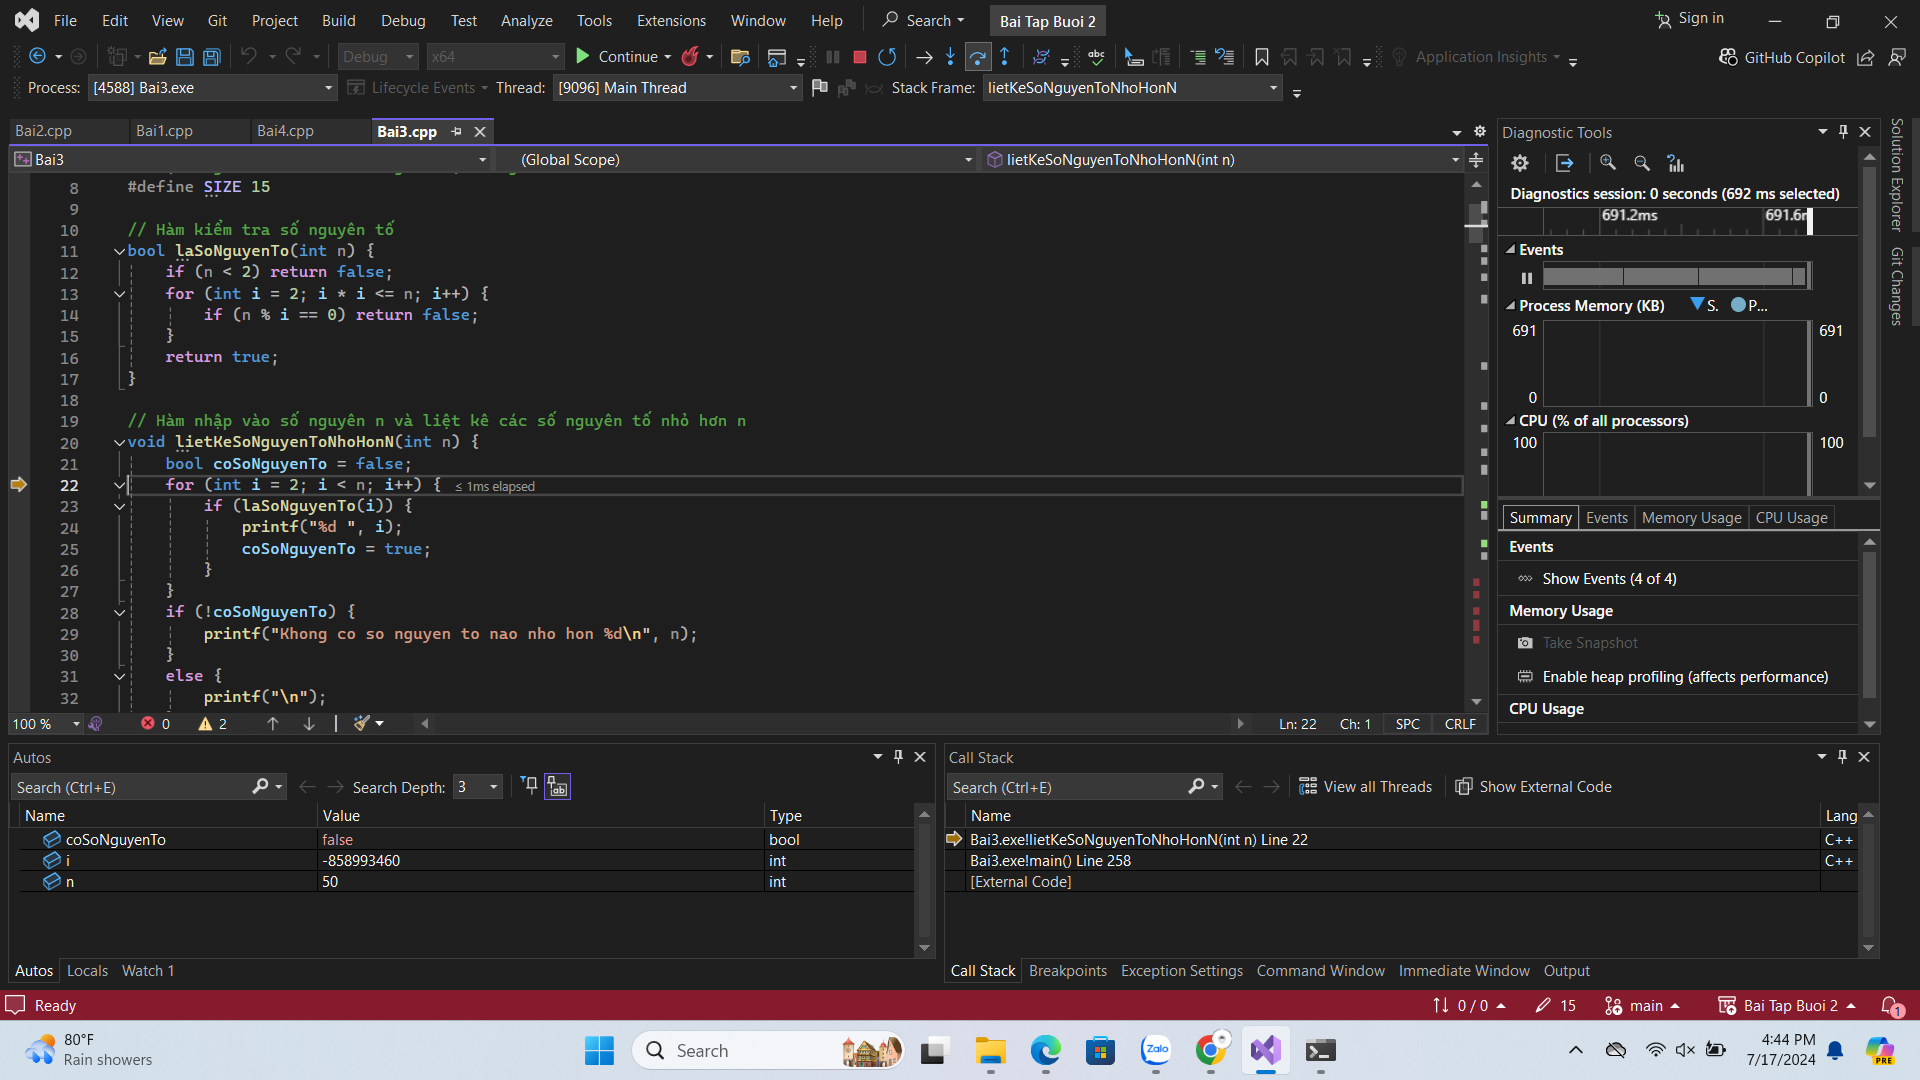 File Edit View Git Project Build Debug Test Analyze Tools Extensions Window Help Search Bai Tap Buoi 2 Sign in
Debug x64 Continue Application Insights GitHub Copilot
Process: [4588] Bai3.exe Lifecycle Events Thread: [9096] Main Thread Stack Frame: lietKeSoNguyenToNhoHonN
Bai2.cpp Bai1.cpp Bai4.cpp Bai3.cpp
Bai3 (Global Scope) lietKeSoNguyenToNhoHonN(int n)
8 #define SIZE 15
9
10 // Hàm kiểm tra số nguyên tố
11 bool laSoNguyenTo(int n) {
12 if (n < 2) return false;
13 for (int i = 2; i * i <= n; i++) {
14 if (n % i == 0) return false;
15 }
16 return true;
17 }
18
19 // Hàm nhập vào số nguyên n và liệt kê các số nguyên tố nhỏ hơn n
20 void lietKeSoNguyenToNhoHonN(int n) {
21 bool coSoNguyenTo = false;
22 for (int i = 2; i < n; i++) { ≤ 1ms elapsed
23 if (laSoNguyenTo(i)) {
24 printf("%d ", i);
25 coSoNguyenTo = true;
26 }
27 }
28 if (!coSoNguyenTo) {
29 printf("Khong co so nguyen to nao nho hon %d\n", n);
30 }
31 else {
32 printf("\n");
100 % 0 2 Ln: 22 Ch: 1 SPC CRLF
Diagnostic Tools
Diagnostics session: 0 seconds (692 ms selected)
691.2ms 691.6m
Events
Process Memory (KB) S. P...
691 691
0 0
CPU (% of all processors)
100 100
Summary Events Memory Usage CPU Usage
Events
Show Events (4 of 4)
Memory Usage
Take Snapshot
Enable heap profiling (affects performance)
CPU Usage
Solution Explorer
Git Changes
Autos
Search (Ctrl+E) Search Depth: 3
Name Value Type
coSoNguyenTo false bool
i -858993460 int
n 50 int
Autos Locals Watch 1
Call Stack
Search (Ctrl+E) View all Threads Show External Code
Name Lang
Bai3.exe!lietKeSoNguyenToNhoHonN(int n) Line 22 C++
Bai3.exe!main() Line 258 C++
[External Code]
Call Stack Breakpoints Exception Settings Command Window Immediate Window Output
Ready 0 / 0 15 main Bai Tap Buoi 2 1
80°F
Rain showers
Search
Zalo
4:44 PM
7/17/2024
PRE